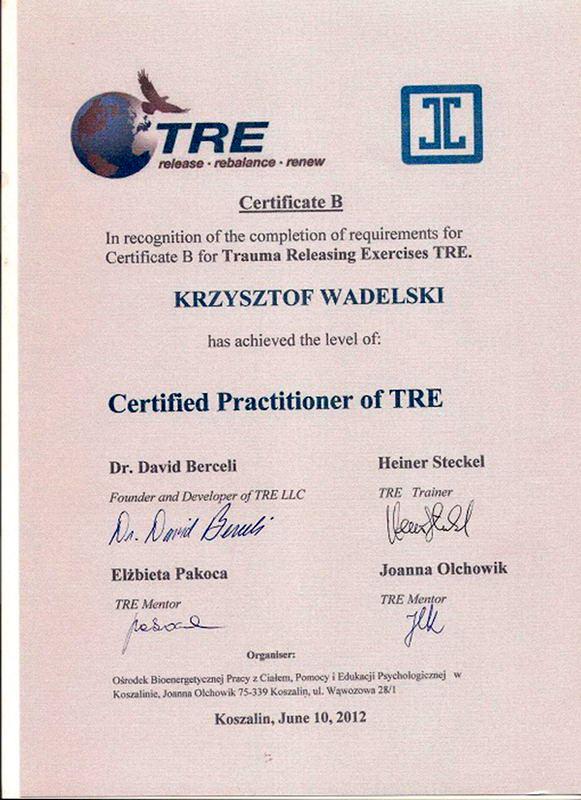 TRE
release · rebalance · renew
Certificate B
In recognition of the completion of requirements for
Certificate B for Trauma Releasing Exercises TRE.
KRZYSZTOF WADELSKI
has achieved the level of:
Certified Practitioner of TRE
Dr. David Berceli
Founder and Developer of TRE LLC
Dr. David Berceli
Heiner Steckel
TRE Trainer
Elżbieta Pakoca
TRE Mentor
Joanna Olchowik
TRE Mentor
Organiser:
Ośrodek Bioenergetycznej Pracy z Ciałem, Pomocy i Edukacji Psychologicznej w
Koszalinie, Joanna Olchowik 75-339 Koszalin, ul. Wąwozowa 28/1
Koszalin, June 10, 2012